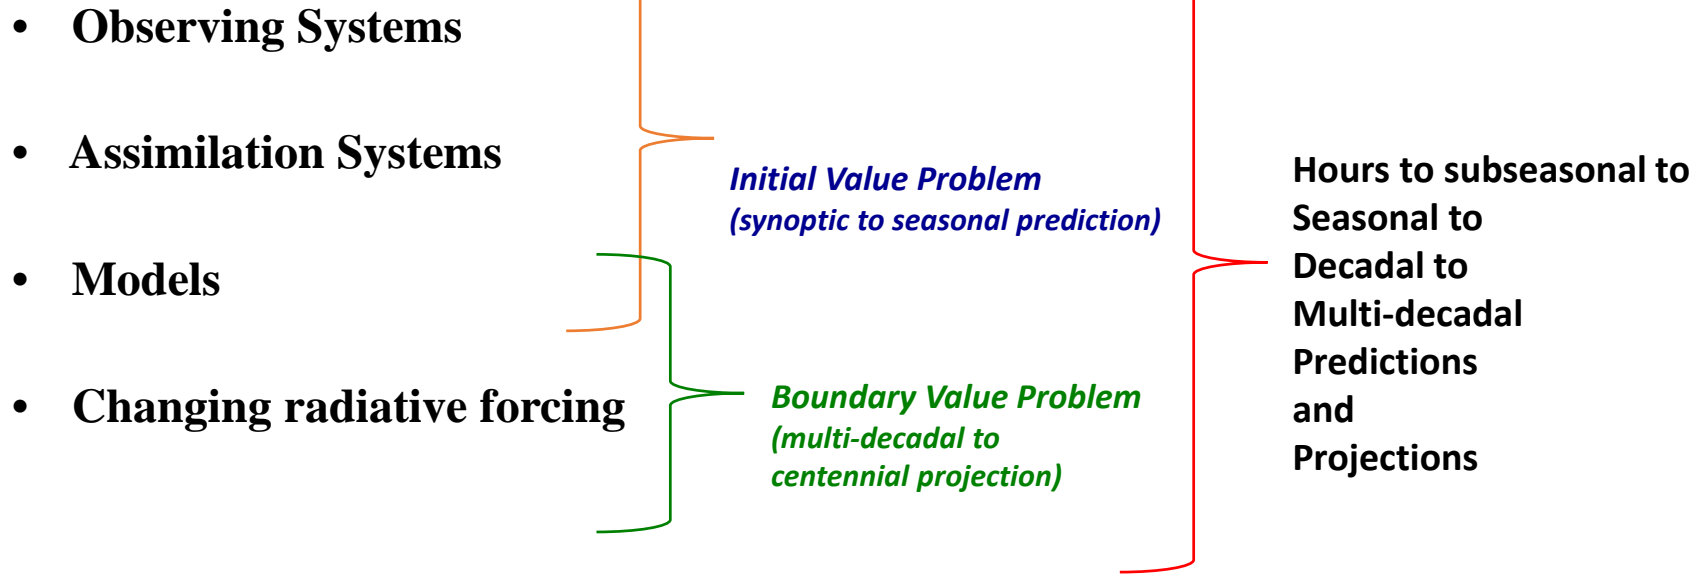 • Observing Systems
• Assimilation Systems
• Models
• Changing radiative forcing
Initial Value Problem
(synoptic to seasonal prediction)
Boundary Value Problem
(multi-decadal to
centennial projection)
Hours to subseasonal to
Seasonal to
Decadal to
Multi-decadal
Predictions
and
Projections